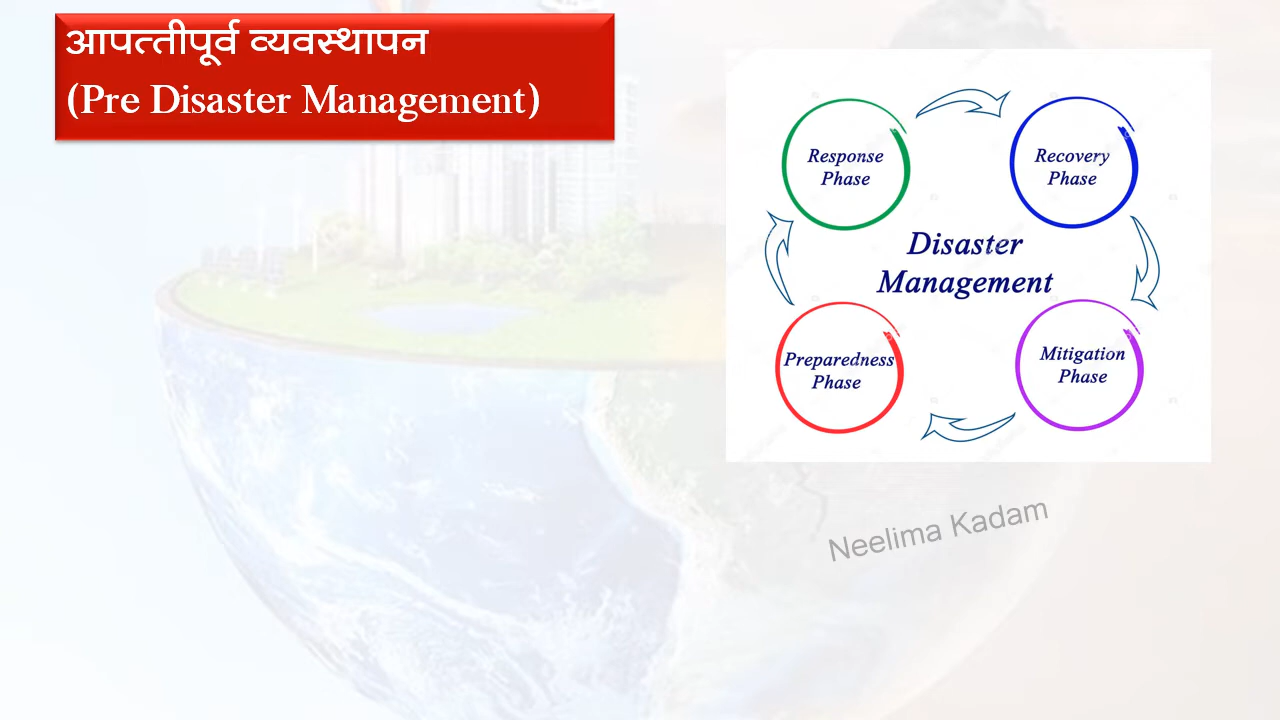 आपत्तीपूर्व व्यवस्थापन
(Pre Disaster Management)
Response
Phase
Recovery
Phase
Disaster
Management
Preparedness
Phase
Mitigation
Phase
Neelima Kadam